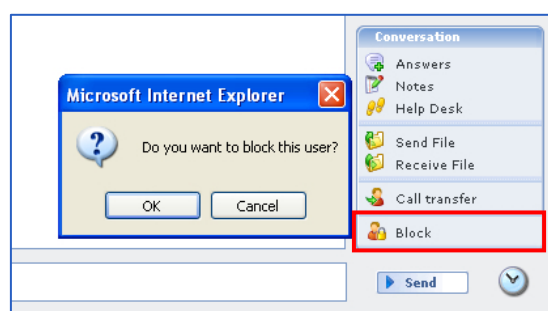 Conversation
Answers
Notes
Help Desk
Send File
Receive File
Call transfer
Block
Microsoft Internet Explorer
Do you want to block this user?
OK Cancel
Send